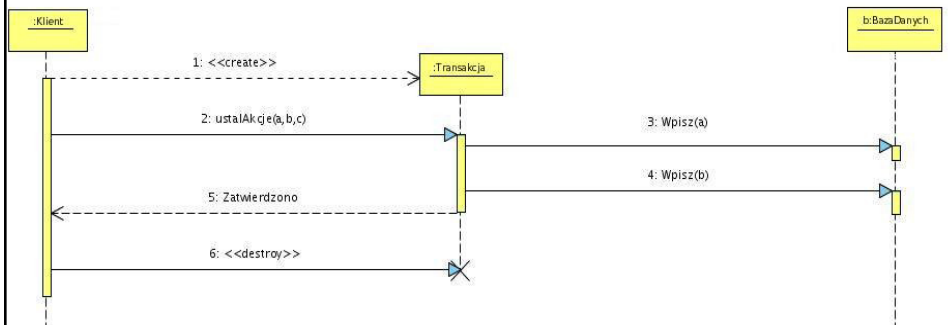 :Klient
b:BazaDanych
1: <<create>>
:Transakcja
2: ustalAkcje(a,b,c)
3: Wpisz(a)
4: Wpisz(b)
5: Zatwierdzono
6: <<destroy>>